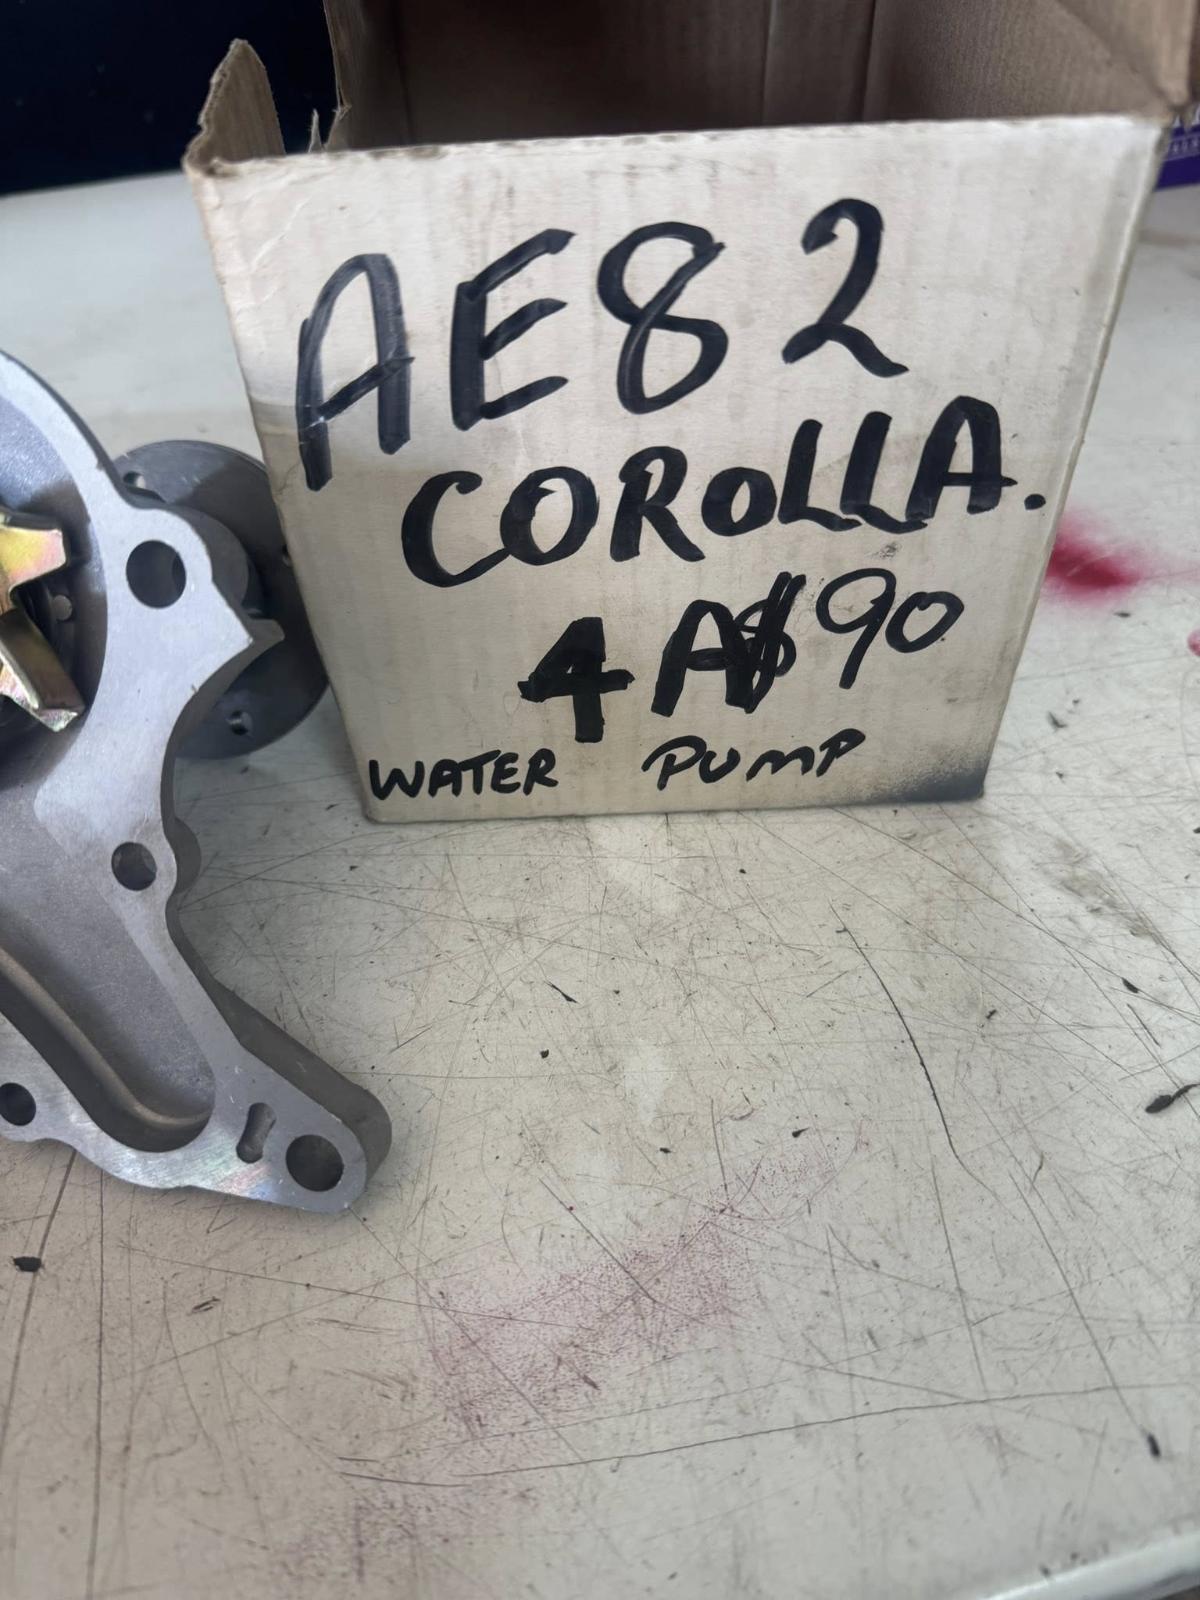 AE82
COROLLA.
4A $90
WATER PUMP